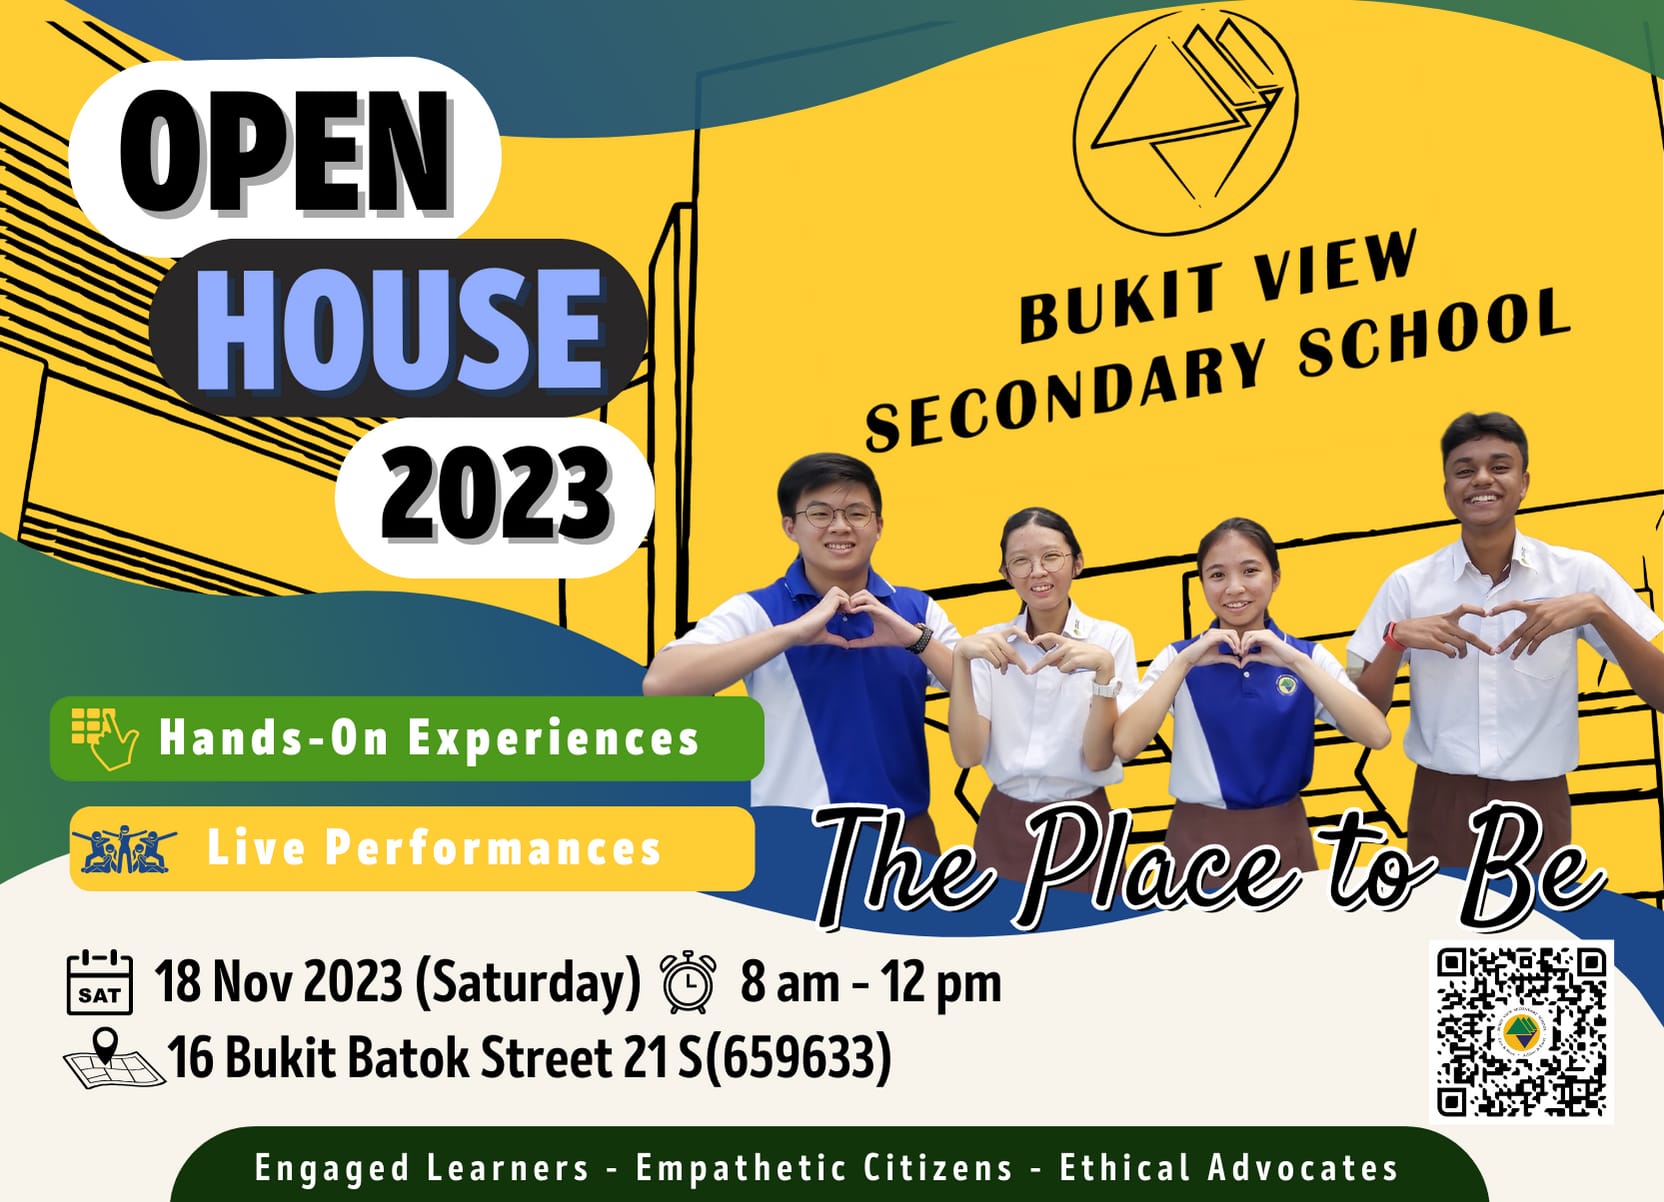 OPEN
HOUSE
2023
BUKIT VIEW
SECONDARY SCHOOL
Hands-On Experiences
Live Performances
The Place to Be
SAT
18 Nov 2023 (Saturday)
8 am - 12 pm
16 Bukit Batok Street 21 S(659633)
Engaged Learners - Empathetic Citizens - Ethical Advocates